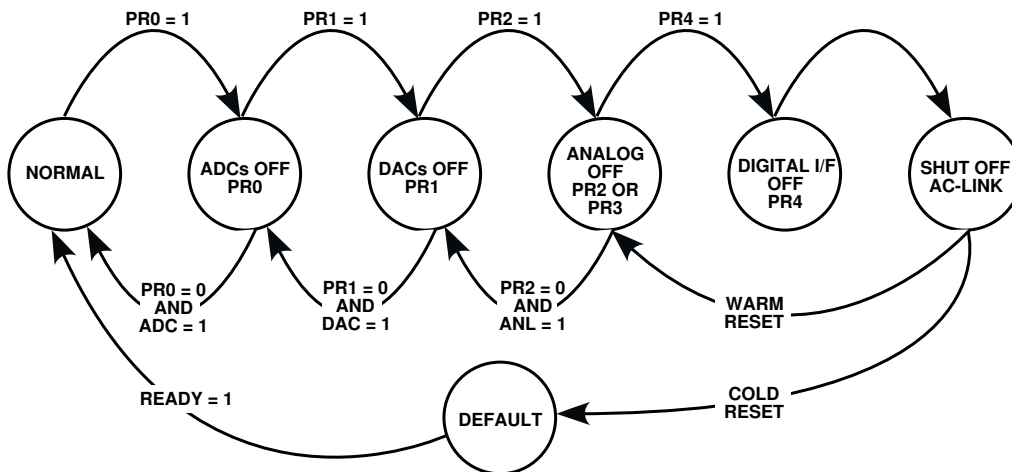 PR0 = 1
PR1 = 1
PR2 = 1
PR4 = 1
NORMAL
ADCs OFF
PR0
DACs OFF
PR1
ANALOG
OFF
PR2 OR
PR3
DIGITAL I/F
OFF
PR4
SHUT OFF
AC-LINK
PR0 = 0
AND
ADC = 1
PR1 = 0
AND
DAC = 1
PR2 = 0
AND
ANL = 1
WARM
RESET
READY = 1
DEFAULT
COLD
RESET